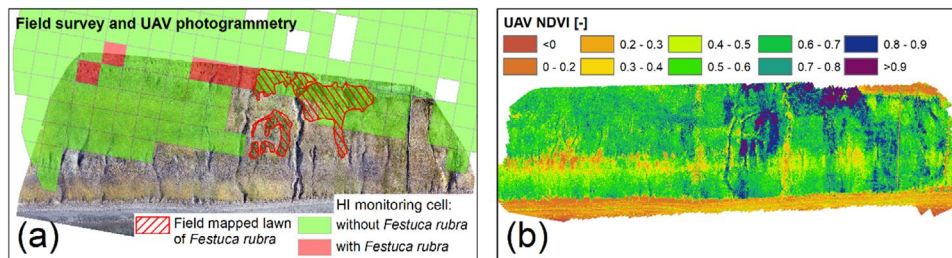 Field survey and UAV photogrammetry
HI monitoring cell:
Field mapped lawn
of Festuca rubra
without Festuca rubra
with Festuca rubra
(a)
UAV NDVI [-]
<0
0.2 - 0.3
0.4 - 0.5
0.6 - 0.7
0.8 - 0.9
0 - 0.2
0.3 - 0.4
0.5 - 0.6
0.7 - 0.8
>0.9
(b)